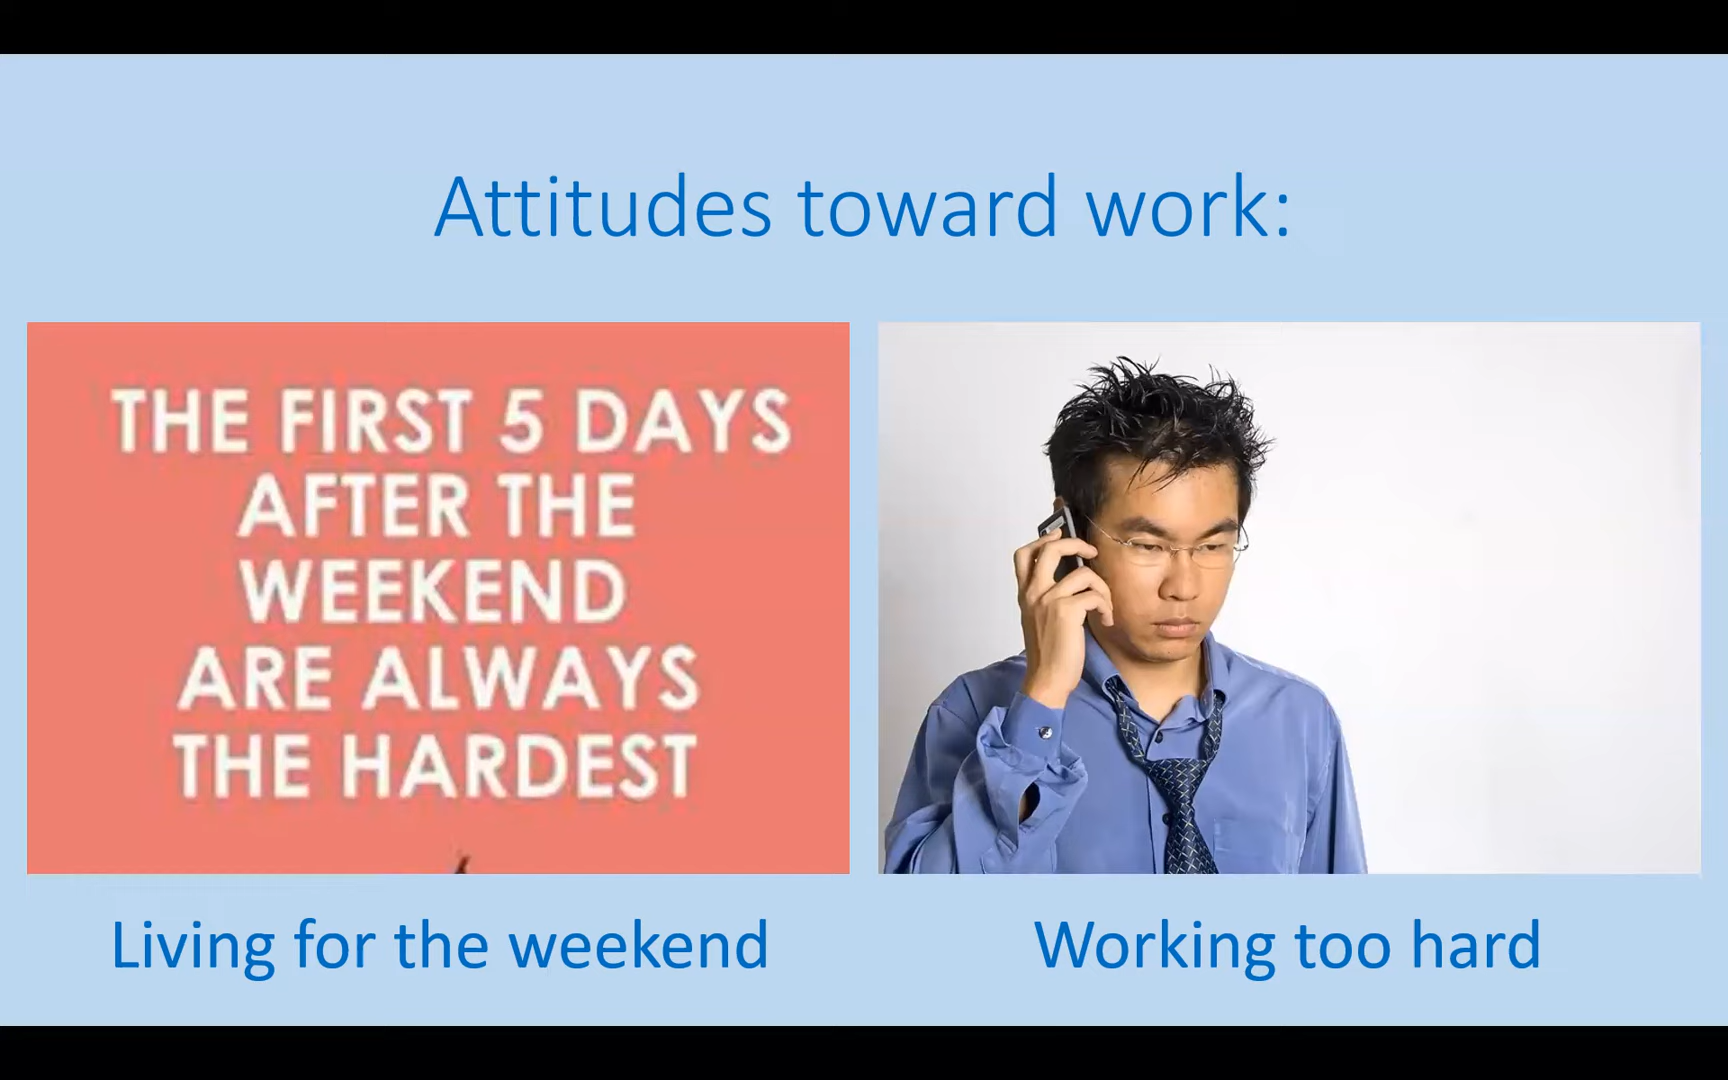 Attitudes toward work:
THE FIRST 5 DAYS
AFTER THE
WEEKEND
ARE ALWAYS
THE HARDEST
Living for the weekend
Working too hard